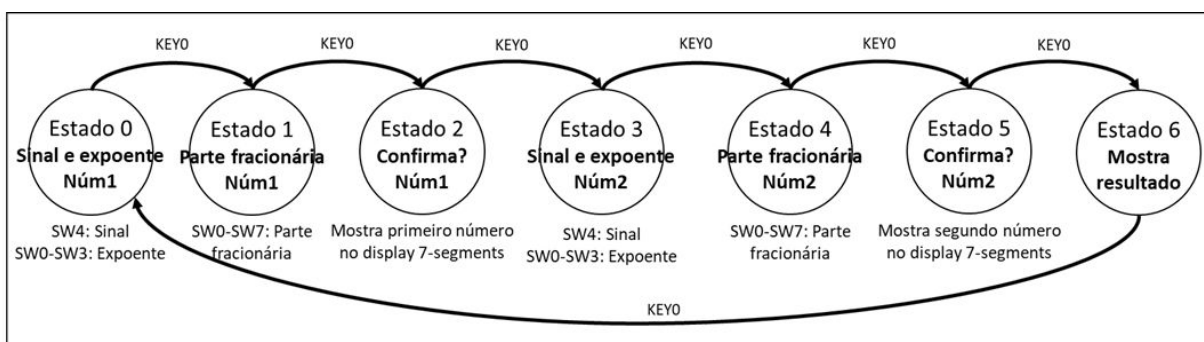 KEY0
KEY0
KEY0
KEY0
KEY0
KEY0
Estado 0
Sinal e expoente
Núm1
Estado 1
Parte fracionária
Núm1
Estado 2
Confirma?
Núm1
Estado 3
Sinal e expoente
Núm2
Estado 4
Parte fracionária
Núm2
Estado 5
Confirma?
Núm2
Estado 6
Mostra
resultado
SW4: Sinal
SW0-SW3: Expoente
SW0-SW7: Parte
fracionária
Mostra primeiro número
no display 7-segments
SW4: Sinal
SW0-SW3: Expoente
SW0-SW7: Parte
fracionária
Mostra segundo número
no display 7-segments
KEY0